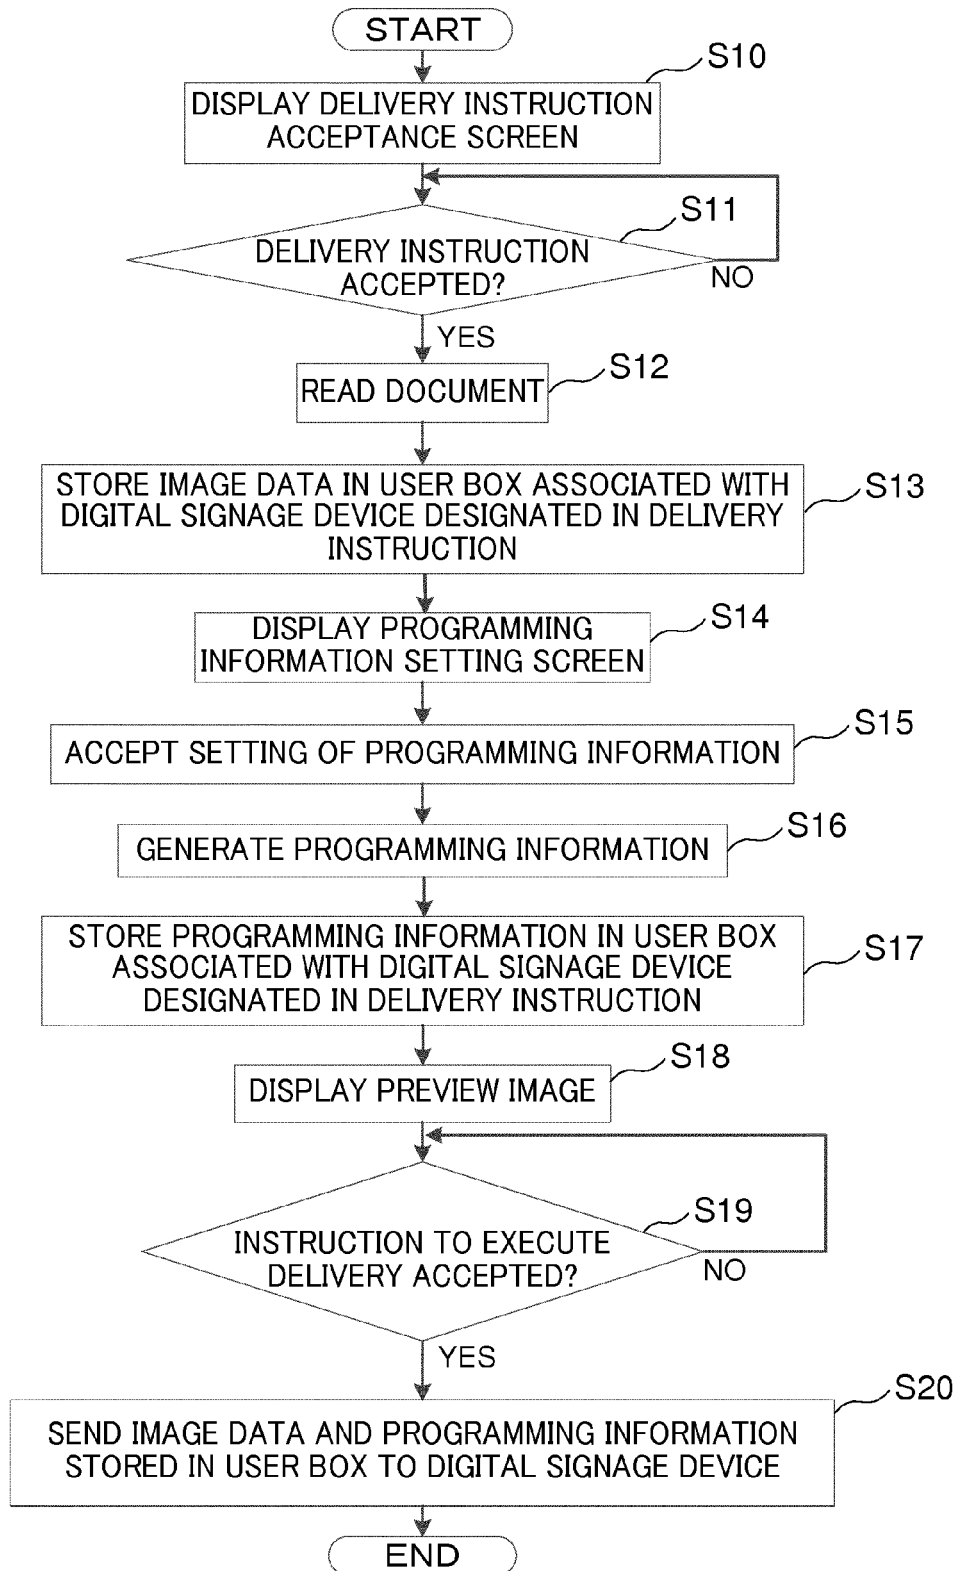 START
S10
DISPLAY DELIVERY INSTRUCTION
ACCEPTANCE SCREEN
S11
DELIVERY INSTRUCTION
ACCEPTED?
NO
YES
S12
READ DOCUMENT
S13
STORE IMAGE DATA IN USER BOX ASSOCIATED WITH
DIGITAL SIGNAGE DEVICE DESIGNATED IN DELIVERY
INSTRUCTION
S14
DISPLAY PROGRAMMING
INFORMATION SETTING SCREEN
S15
ACCEPT SETTING OF PROGRAMMING INFORMATION
S16
GENERATE PROGRAMMING INFORMATION
S17
STORE PROGRAMMING INFORMATION IN USER BOX
ASSOCIATED WITH DIGITAL SIGNAGE DEVICE
DESIGNATED IN DELIVERY INSTRUCTION
S18
DISPLAY PREVIEW IMAGE
S19
INSTRUCTION TO EXECUTE
DELIVERY ACCEPTED?
NO
YES
S20
SEND IMAGE DATA AND PROGRAMMING INFORMATION
STORED IN USER BOX TO DIGITAL SIGNAGE DEVICE
END